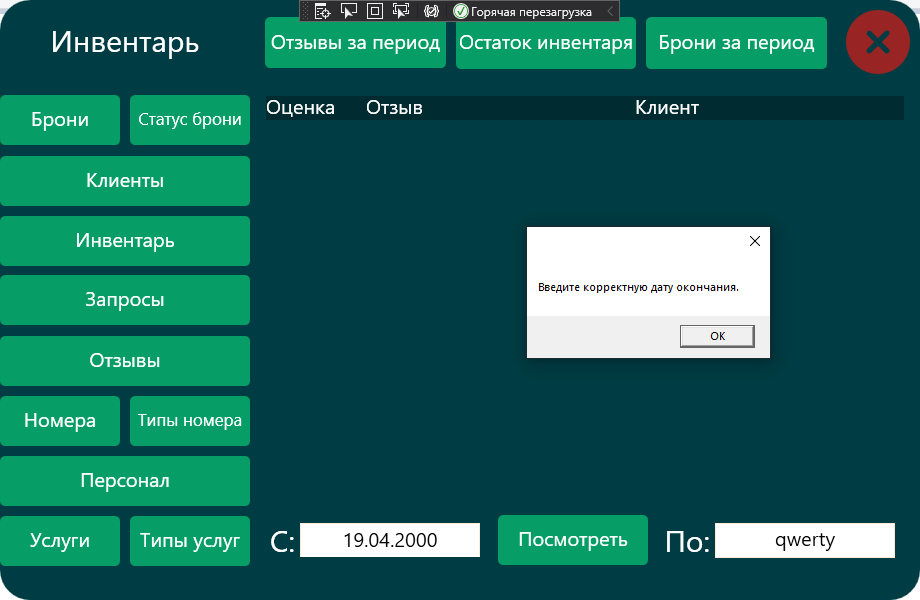 Горячая перезагрузка
Инвентарь
Отзывы за период
Остаток инвентаря
Брони за период
Оценка Отзыв Клиент
Брони
Статус брони
Клиенты
Инвентарь
Запросы
Отзывы
Номера
Типы номера
Персонал
Услуги
Типы услуг
Введите корректную дату окончания.
ОК
С: 19.04.2000
Посмотреть
По: qwerty